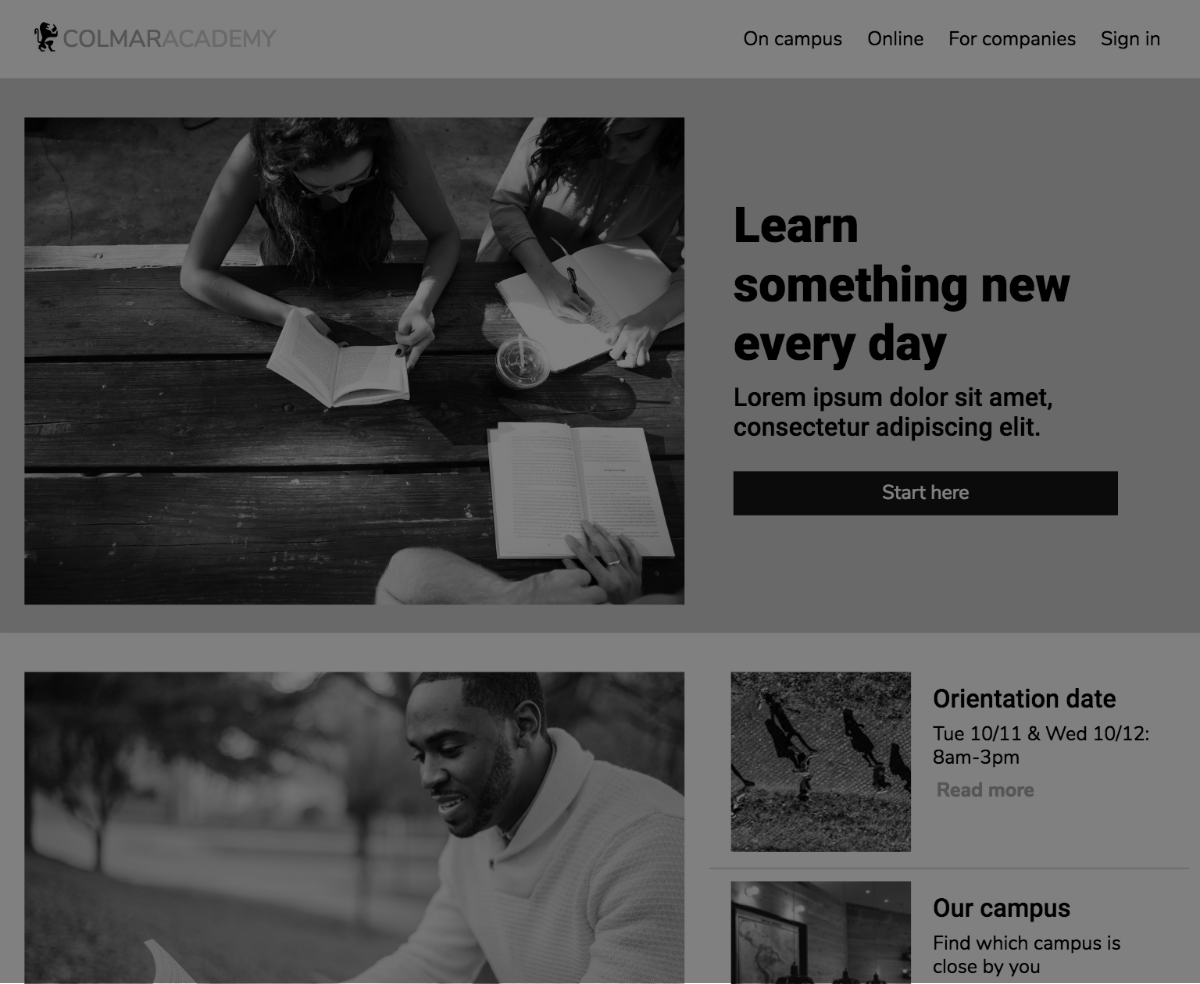 COLMARACADEMY
On campus Online For companies Sign in
Learn
something new
every day
Lorem ipsum dolor sit amet,
consectetur adipiscing elit.
Start here
Orientation date
Tue 10/11 & Wed 10/12:
8am-3pm
Read more
Our campus
Find which campus is
close by you